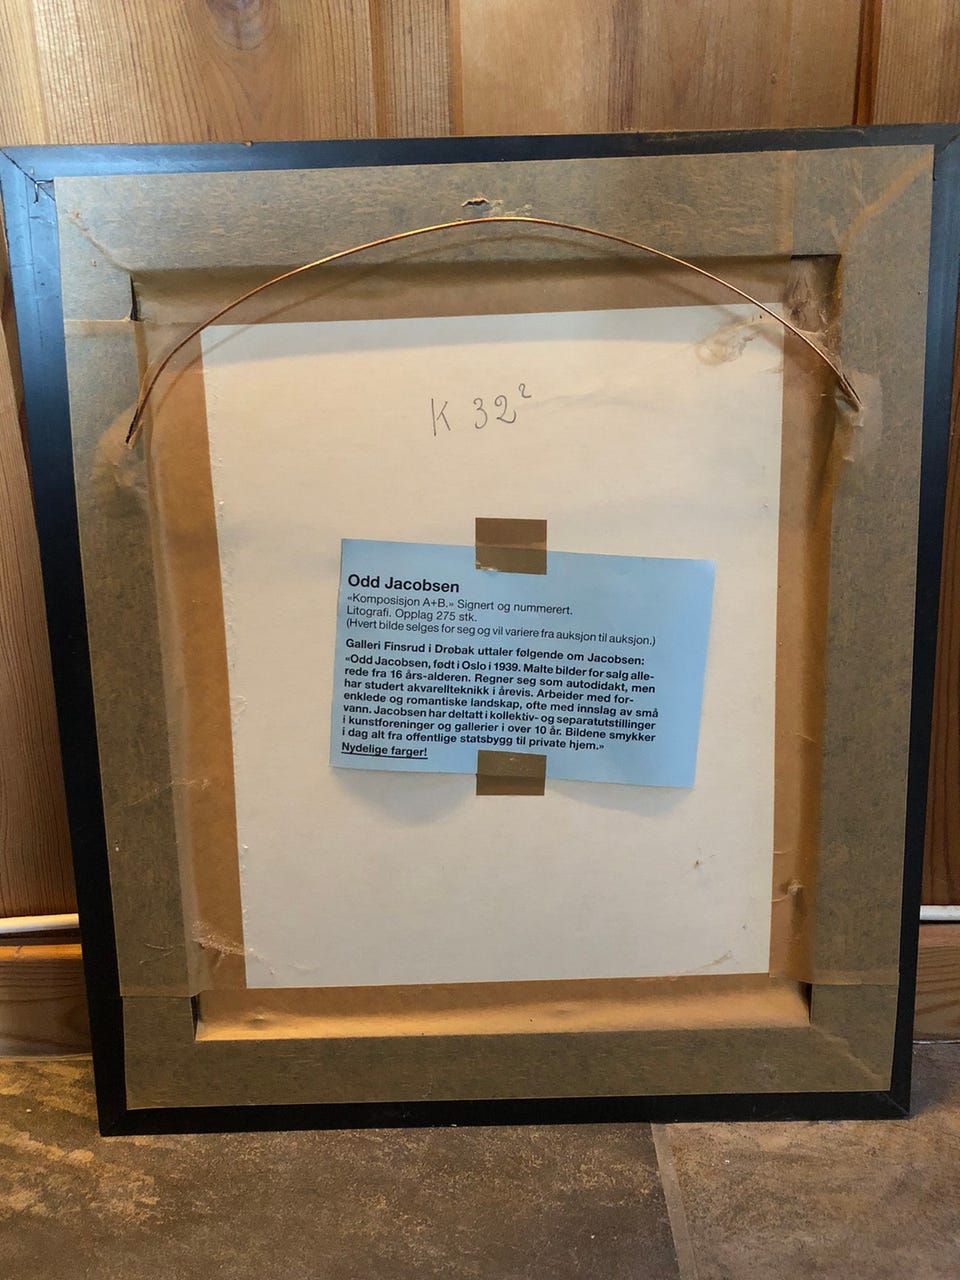 K 32²
Odd Jacobsen
«Komposisjon A+B.» Signert og nummerert.
Litografi. Opplag 275 stk.
(Hvert bilde selges for seg og vil variere fra auksjon til auksjon.)
Galleri Finsrud i Drøbak uttaler følgende om Jacobsen:
«Odd Jacobsen, født i Oslo i 1939. Malte bilder for salg alle-
rede fra 16 års-alderen. Regner seg som autodidakt, men
har studert akvarellteknikk i årevis. Arbeider med for-
enklede og romantiske landskap, ofte med innslag av små
vann. Jacobsen har deltatt i kollektiv- og separatutstillinger
i kunstforeninger og gallerier i over 10 år. Bildene smykker
i dag alt fra offentlige statsbygg til private hjem.»
Nydelige farger!